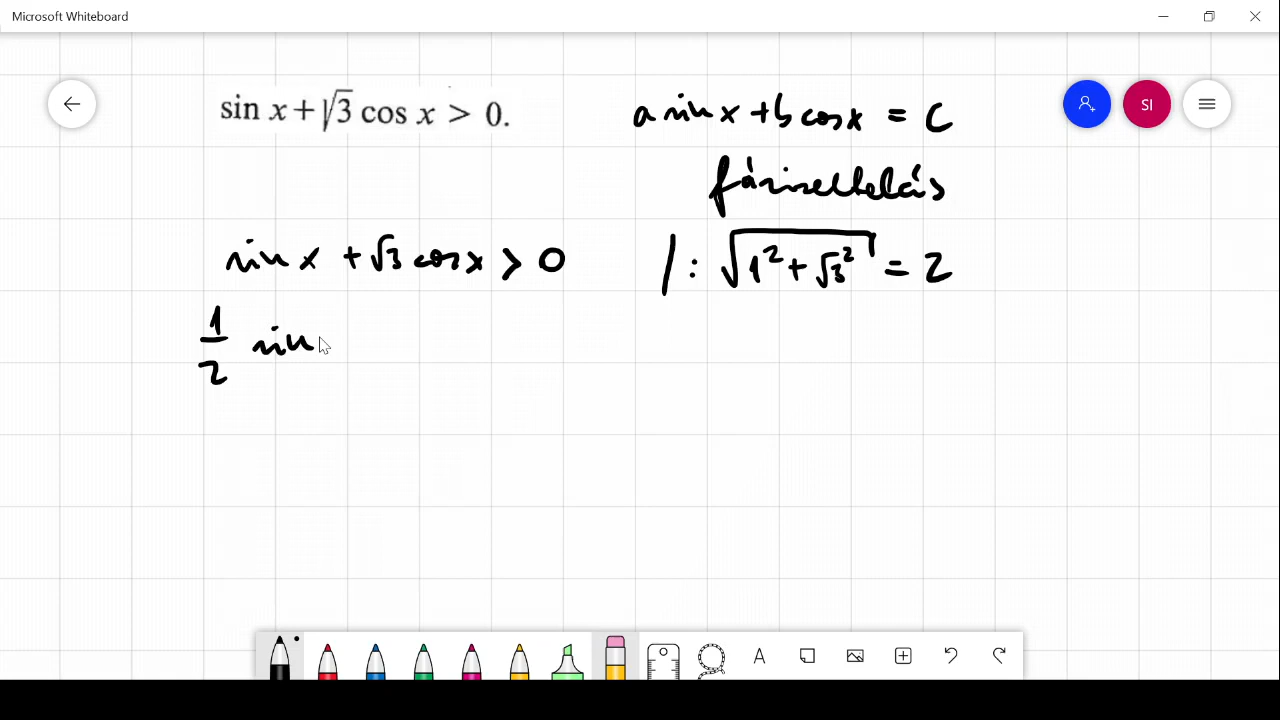 Microsoft Whiteboard
sin x + √3 cos x > 0.
a sin x + b cos x = c
fáziseltolás
sin x + √3 cos x > 0 /: √(1² + √3²) = 2
1/2 sin
SI
A